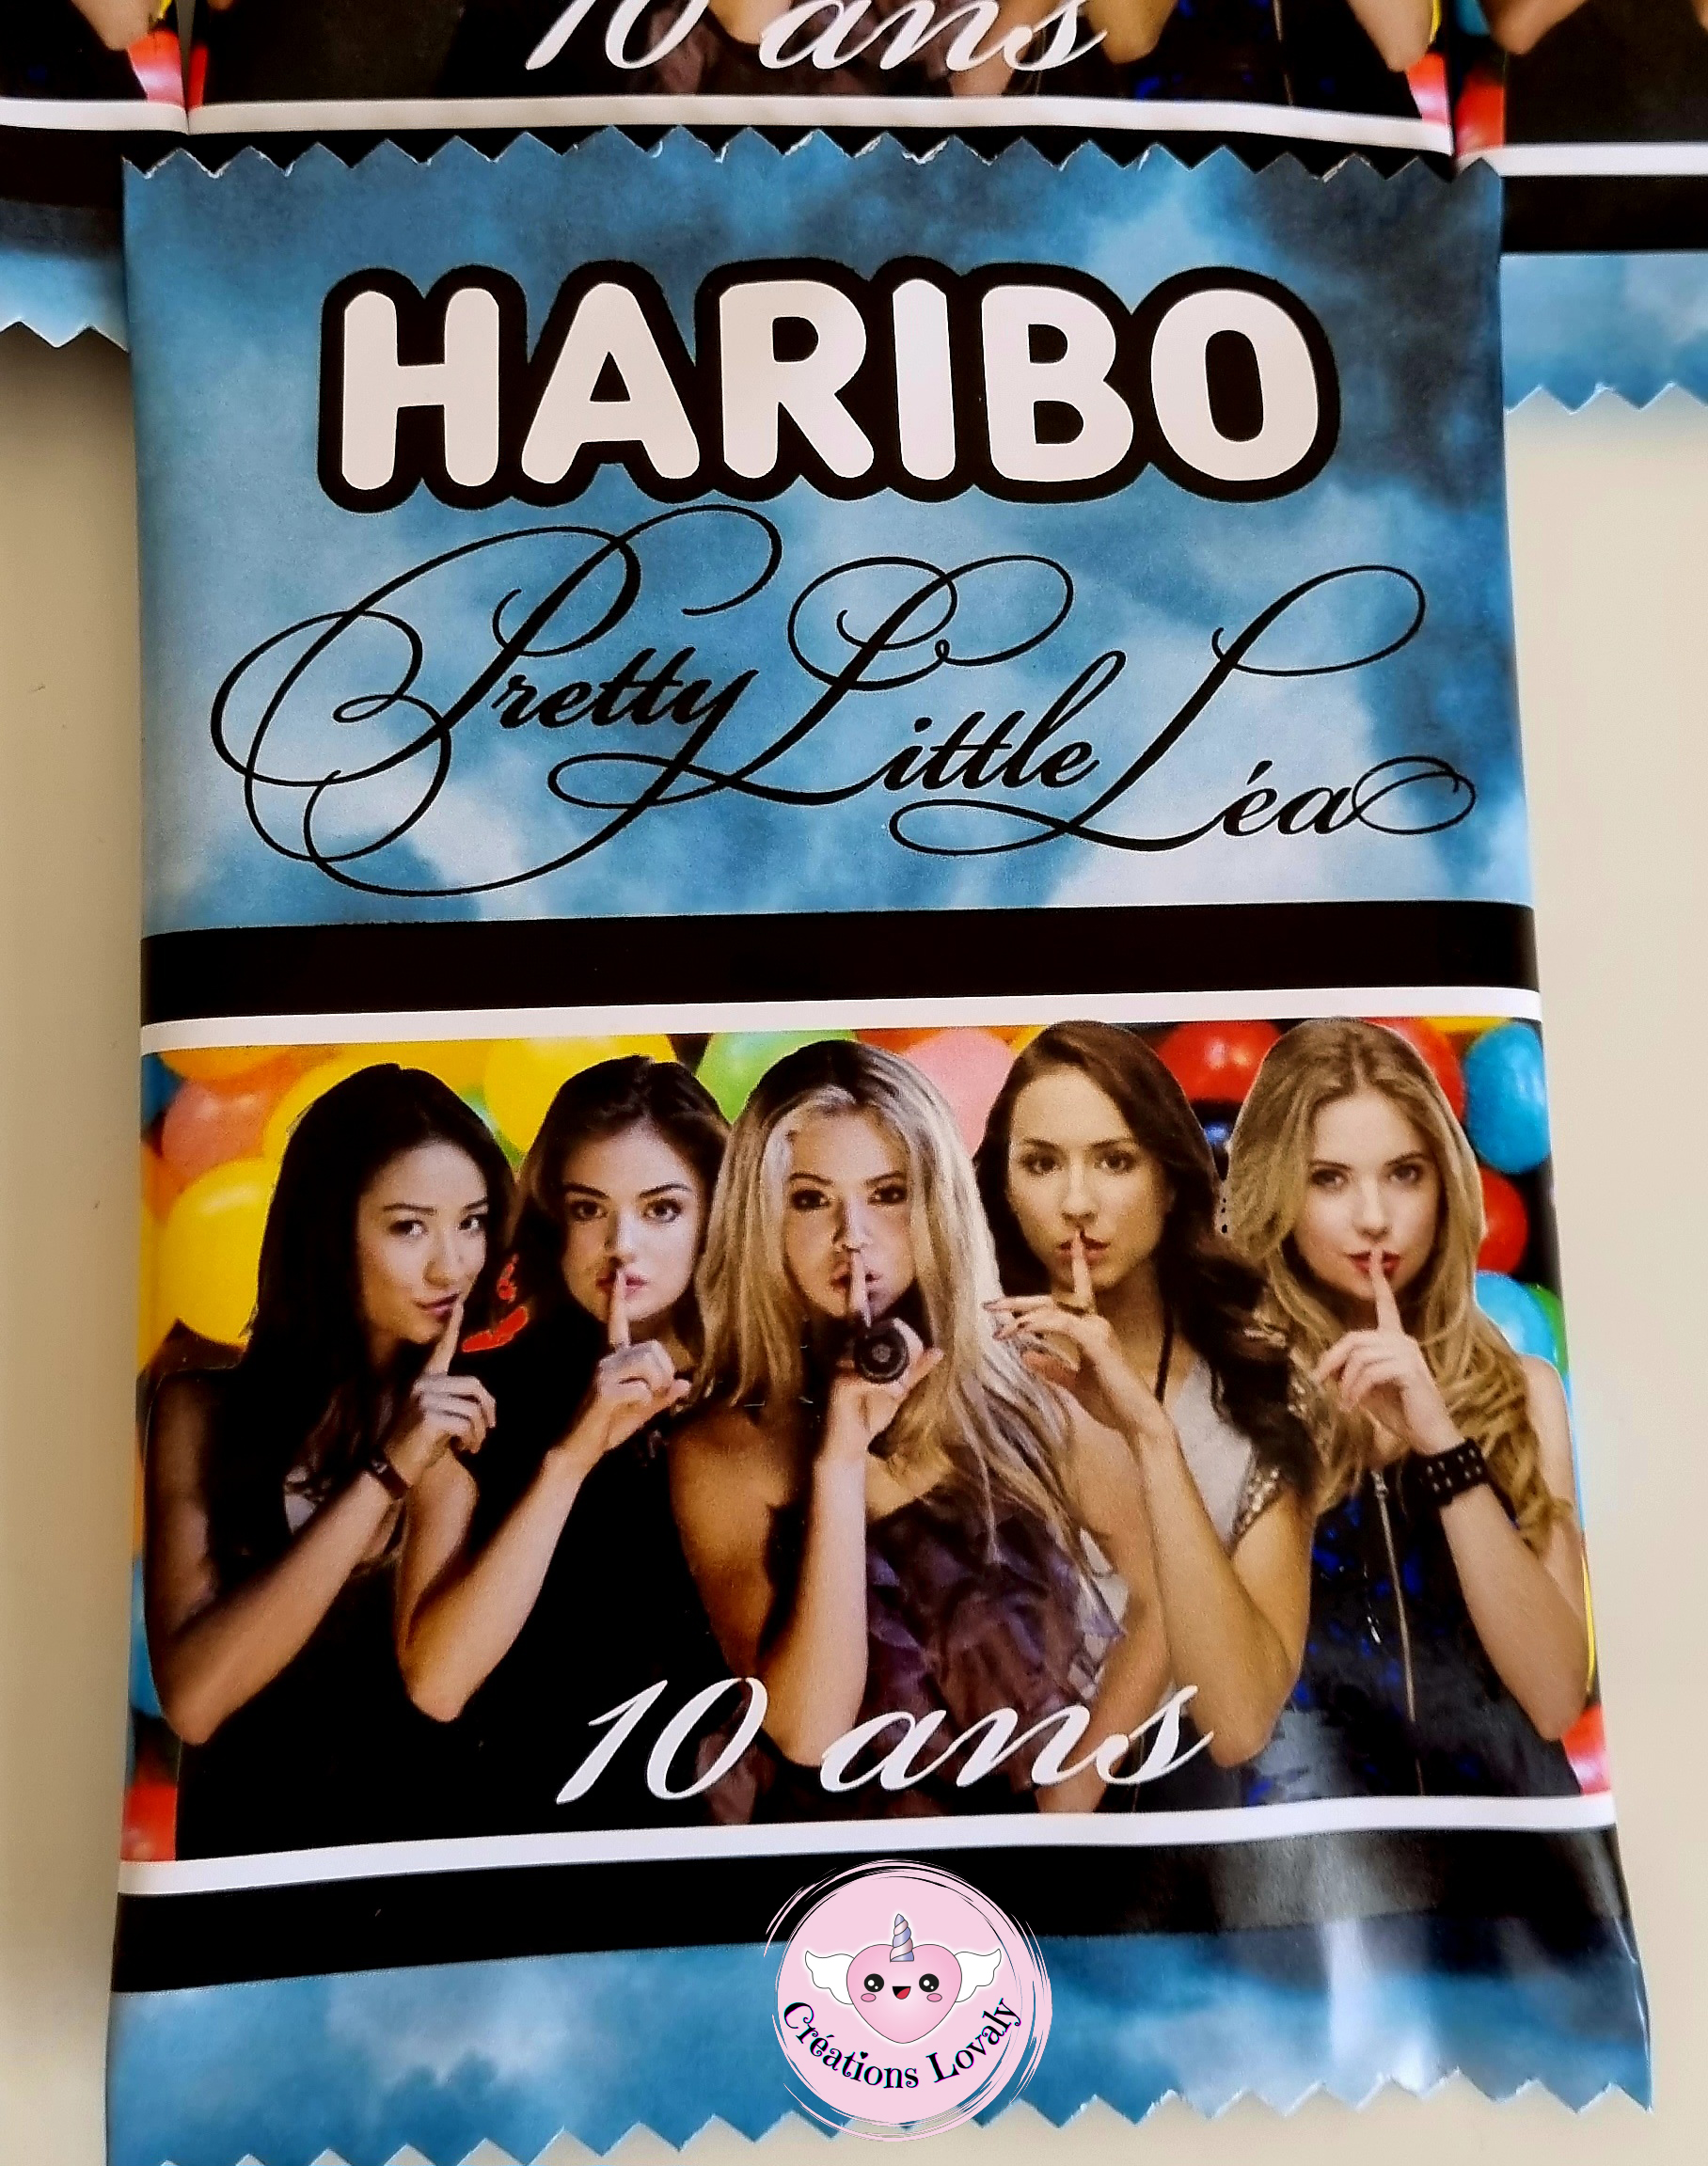 10 ans
HARIBO
Pretty Little Léa
10 ans
Créations Lovaly